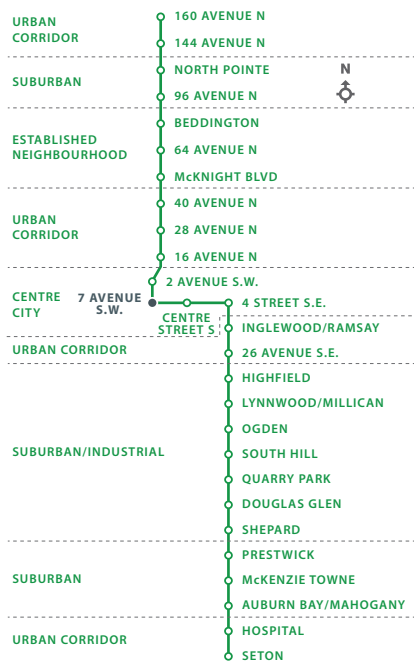 URBAN
CORRIDOR
160 AVENUE N
144 AVENUE N
SUBURBAN
NORTH POINTE
96 AVENUE N
N
ESTABLISHED
NEIGHBOURHOOD
BEDDINGTON
64 AVENUE N
McKNIGHT BLVD
URBAN
CORRIDOR
40 AVENUE N
28 AVENUE N
16 AVENUE N
CENTRE
CITY
2 AVENUE S.W.
7 AVENUE
S.W.
CENTRE
STREET S
4 STREET S.E.
URBAN CORRIDOR
INGLEWOOD/RAMSAY
26 AVENUE S.E.
SUBURBAN/INDUSTRIAL
HIGHFIELD
LYNNWOOD/MILLICAN
OGDEN
SOUTH HILL
QUARRY PARK
DOUGLAS GLEN
SHEPARD
SUBURBAN
PRESTWICK
McKENZIE TOWNE
AUBURN BAY/MAHOGANY
URBAN CORRIDOR
HOSPITAL
SETON